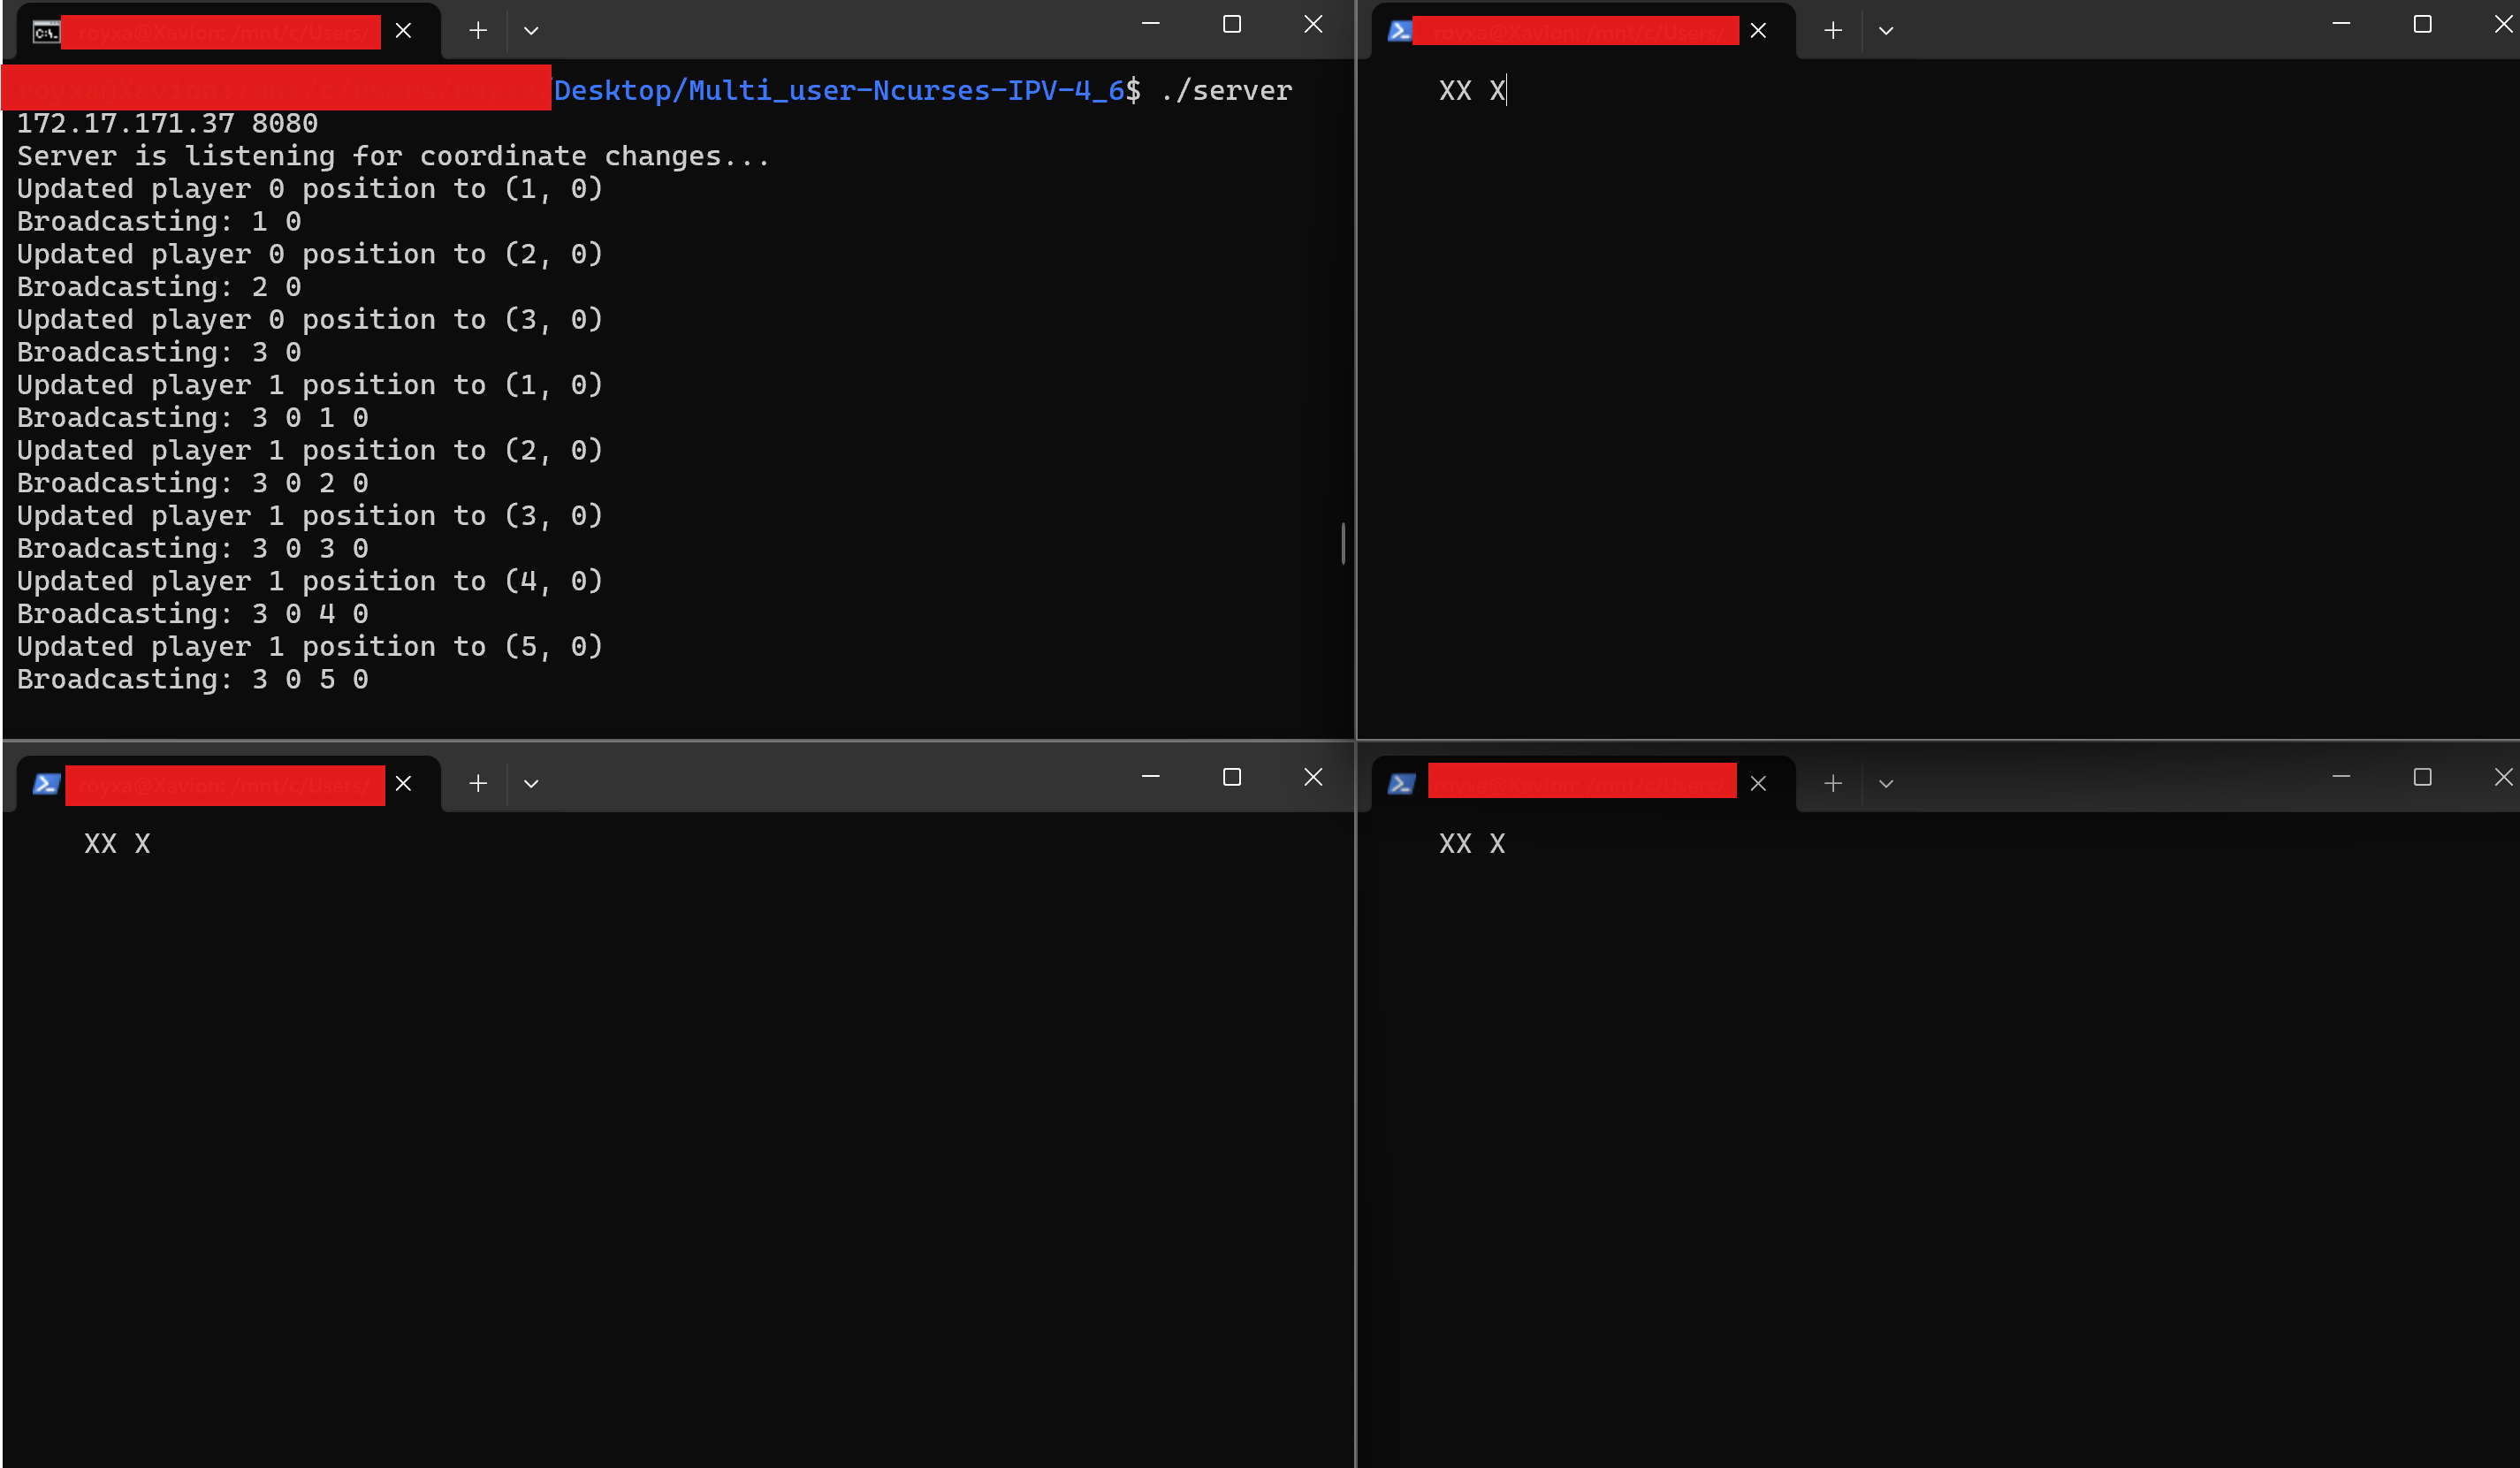 /Desktop/Multi_user-Ncurses-IPV-4_6$ ./server
172.17.171.37 8080
Server is listening for coordinate changes...
Updated player 0 position to (1, 0)
Broadcasting: 1 0
Updated player 0 position to (2, 0)
Broadcasting: 2 0
Updated player 0 position to (3, 0)
Broadcasting: 3 0
Updated player 1 position to (1, 0)
Broadcasting: 3 0 1 0
Updated player 1 position to (2, 0)
Broadcasting: 3 0 2 0
Updated player 1 position to (3, 0)
Broadcasting: 3 0 3 0
Updated player 1 position to (4, 0)
Broadcasting: 3 0 4 0
Updated player 1 position to (5, 0)
Broadcasting: 3 0 5 0
XX X
XX X
XX X